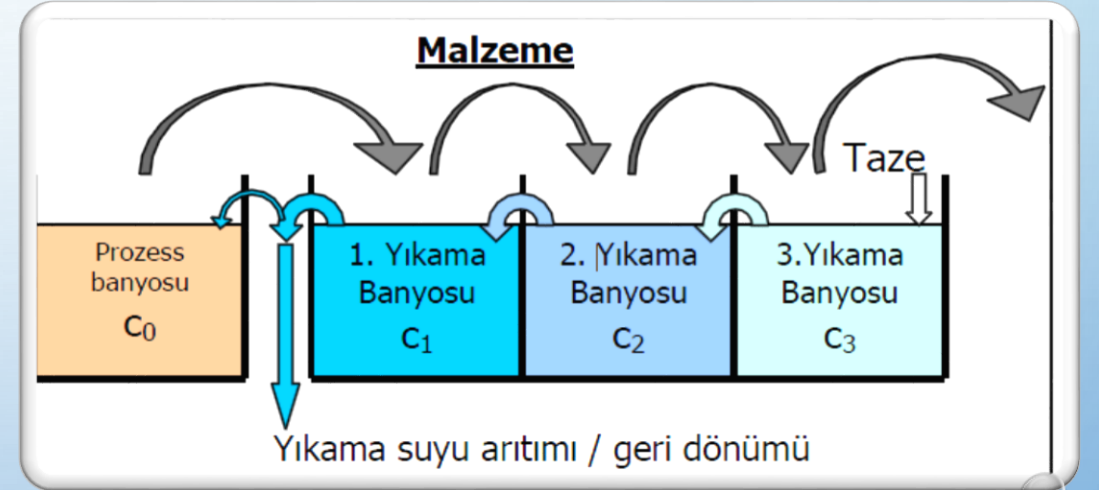 Malzeme
Taze
Prozess
banyosu
C0
1. Yıkama
Banyosu
C1
2. Yıkama
Banyosu
C2
3.Yıkama
Banyosu
C3
Yıkama suyu arıtımı / geri dönümü